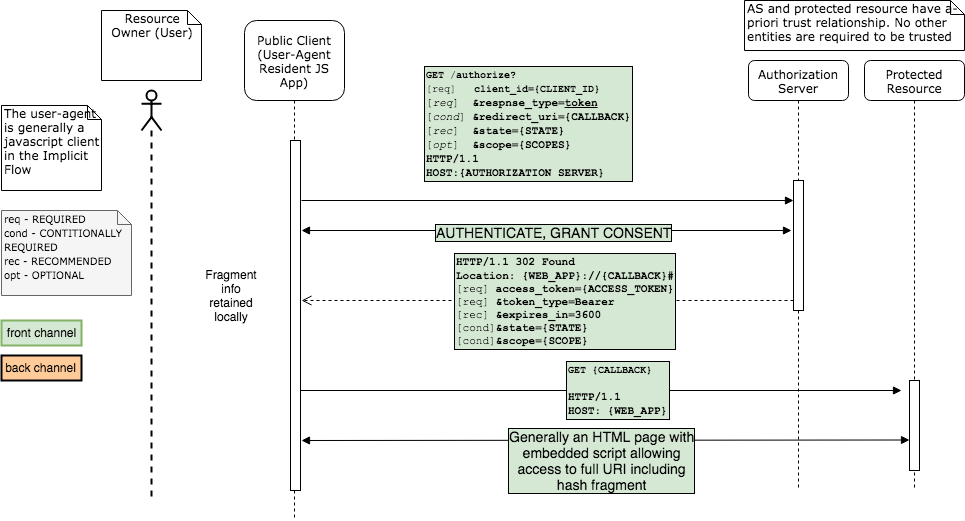 Resource
Owner (User)
Public Client
(User-Agent
Resident JS
App)
AS and protected resource have a-
priori trust relationship. No other
entities are required to be trusted
Authorization
Server
Protected
Resource
The user-agent
is generally a
javascript client
in the Implicit
Flow
req - REQUIRED
cond - CONTITIONALLY
REQUIRED
rec - RECOMMENDED
opt - OPTIONAL
front channel
back channel
GET /authorize?
[req] client_id={CLIENT_ID}
[req] &respnse_type=token
[cond] &redirect_uri={CALLBACK}
[rec] &state={STATE}
[opt] &scope={SCOPES}
HTTP/1.1
HOST:{AUTHORIZATION SERVER}
AUTHENTICATE, GRANT CONSENT
Fragment
info
retained
locally
HTTP/1.1 302 Found
Location: {WEB_APP}://{CALLBACK}#
[req] access_token={ACCESS_TOKEN}
[req] &token_type=Bearer
[rec] &expires_in=3600
[cond]&state={STATE}
[cond]&scope={SCOPE}
GET {CALLBACK}
HTTP/1.1
HOST: {WEB_APP}
Generally an HTML page with
embedded script allowing
access to full URI including
hash fragment